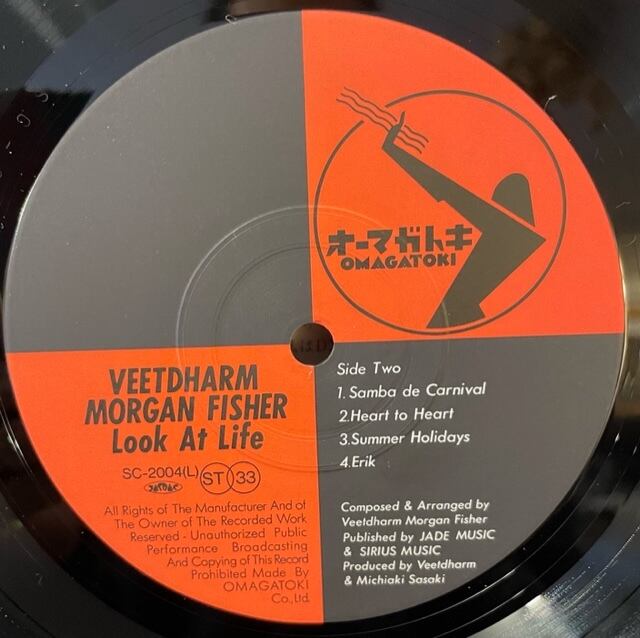 オーマガトキ
OMAGATOKI
VEETDHARM
MORGAN FISHER
Look At Life
SC-2004(L) ST 33
All Rights of The Manufacturer And of
The Owner of The Recorded Work
Reserved - Unauthorized Public
Performance Broadcasting
And Copying of This Record
Prohibited Made By
OMAGATOKI
Co.,Ltd.
Side Two
1. Samba de Carnival
2.Heart to Heart
3.Summer Holidays
4.Erik
Composed & Arranged by
Veetdharm Morgan Fisher
Published by JADE MUSIC
& SIRIUS MUSIC
Produced by Veetdharm
& Michiaki Sasaki